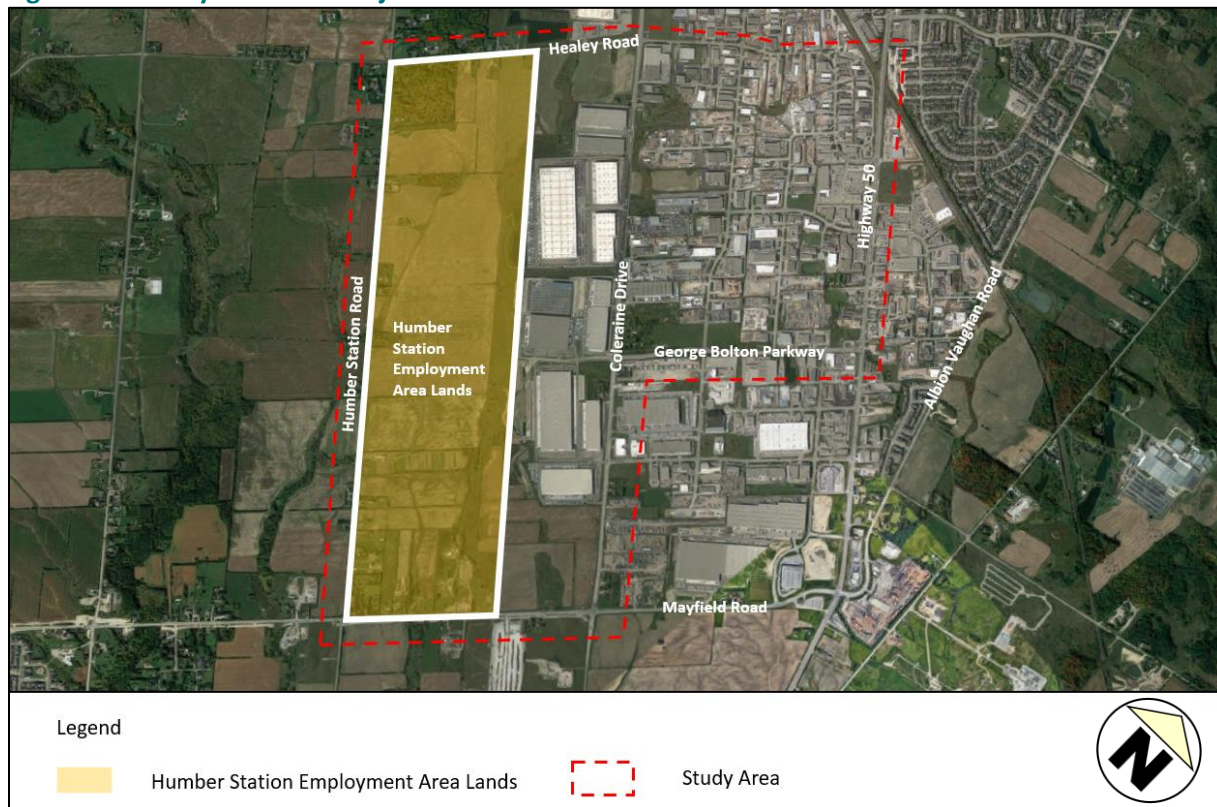 Healey Road
Highway 50
Humber Station Road
Coleraine Drive
Albion Vaughan Road
Humber
Station
Employment
Area Lands
George Bolton Parkway
Mayfield Road
Legend
Humber Station Employment Area Lands
Study Area
N